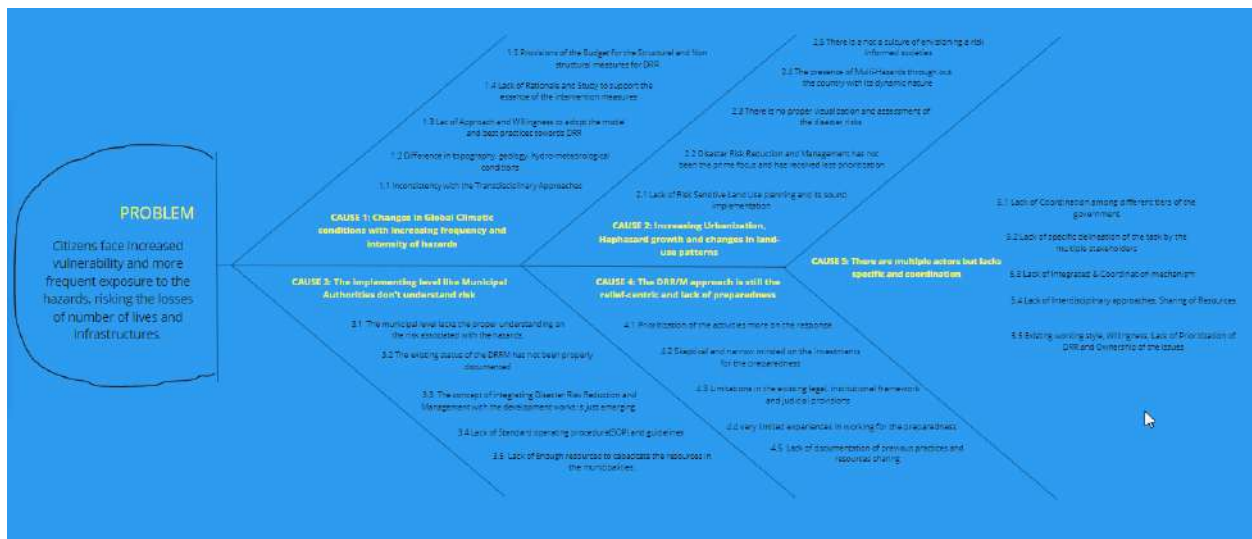 PROBLEM
Citizens face increased
vulnerability and more
frequent exposure to the
hazards, risking the losses
of number of lives and
infrastructures
1.5 Provisions of the Budget for the Structural and Non
structural measures for DRR
1.4 Lack of Rationale and Study to support the
essence of the intervention measures
1.3 Lac of Approach and Willingness to adopt the model
and best practices towards DRR
1.2 Difference in topography, geology, hydro-meteorological
conditions
1.1 Inconsistency with the Transdisciplinary Approaches
CAUSE 1: Changes in Global Climatic
conditions with increasing frequency and
intensity of hazards
2.5 There is a not a culture of envisioning a risk
informed societies
2.4 The presence of Multi-Hazards through out
the country with its dynamic nature
2.3 There is no proper visualization and assessment of
the disaster risks
2.2 Disaster Risk Reduction and Management has not
been the prime focus and has received less prioritization
2.1 Lack of Risk Sensitive Land Use planning and its sound
implementation
CAUSE 2: Increasing Urbanization,
Haphazard growth and changes in land-
use patterns
CAUSE 3: The implementing level like Municipal
Authorities don't understand risk
3.1 The municipal level lacks the proper understanding on
the risk associated with the hazards
3.2 The existing status of the DRRM has not been properly
documented
3.3 The concept of integrating Disaster Risk Reduction and
Management with the development works is just emerging
3.4 Lack of Standard operating procedure(SOP) and guidelines
3.5 Lack of Enough resources to capacitate the resources in
the municipalities
CAUSE 4: The DRR/M approach is still the
relief-centric and lack of preparedness
4.1 Prioritization of the activities more on the response
4.2 Skeptical and narrow minded on the investments
for the preparedness
4.3 Limitations in the existing legal, institutional framework
and judicial provisions
4.4 very limited experiences in working for the preparedness
4.5 Lack of documentation of previous practices and
resources sharing
CAUSE 5: There are multiple actors but lacks
specific and coordination
5.1 Lack of Coordination among different tiers of the
government
5.2 Lack of specific delineation of the task by the
multiple stakeholders
5.3 Lack of Integrated & Coordination mechanism
5.4 Lack of Interdisciplinary approaches, Sharing of Resources
5.5 Existing working style, Willingness, Lack of Prioritization of
DRR and Ownership of the issues